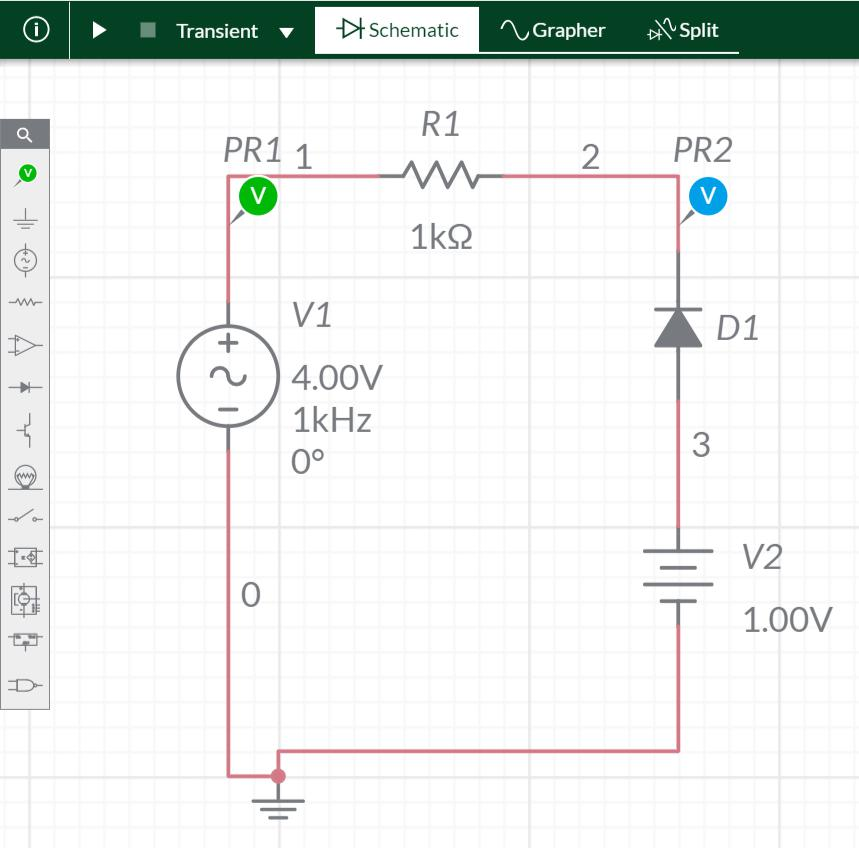 Transient Schematic Grapher Split
R1
PR1 1 2 PR2
V V V
1kΩ
V1
D1
4.00V
1kHz
0°
3
V2
0
1.00V